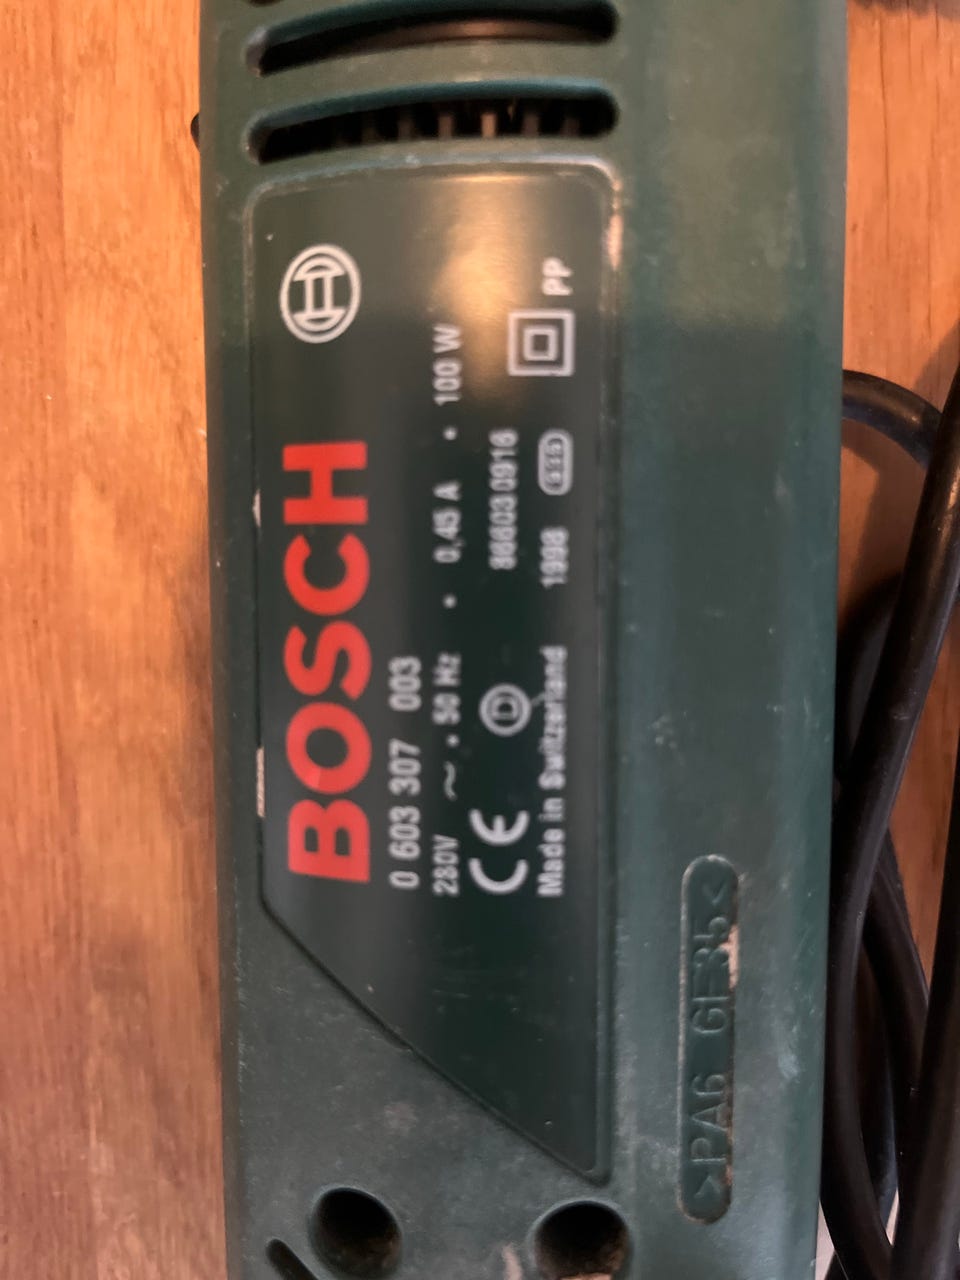 BOSCH
0 603 307 003
230V ~ . 50 Hz • 0,45 A • 100 W
CE D
Made in Switzerland 1998 PP
>PA6 GF35<